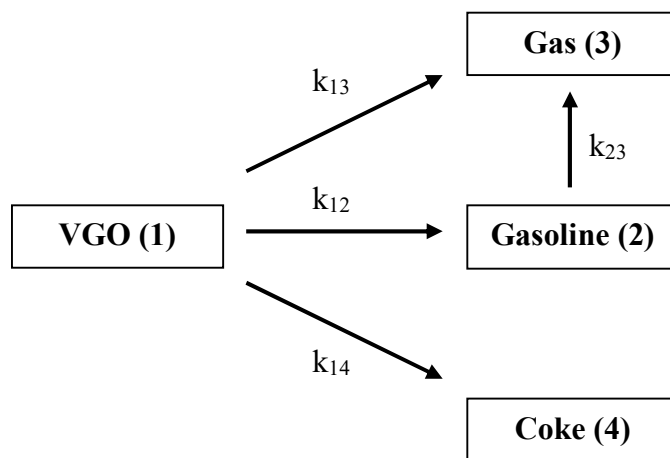 Gas (3)
k₁₃
k₂₃
k₁₂
VGO (1)
Gasoline (2)
k₁₄
Coke (4)